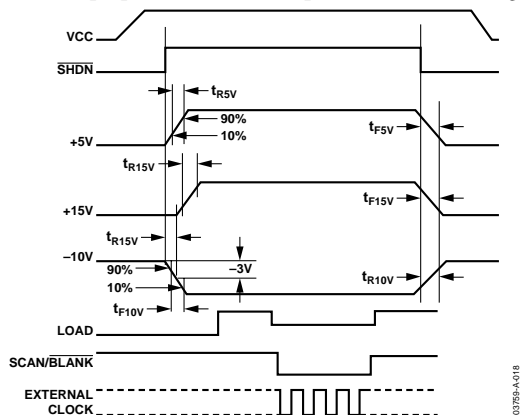 VCC
SHDN
tR5V
90%
10%
+5V
tF5V
tR15V
+15V
tF15V
tR15V
–10V
90%
–3V
10%
tR10V
tF10V
LOAD
SCAN/BLANK
EXTERNAL
CLOCK
03759-A-018